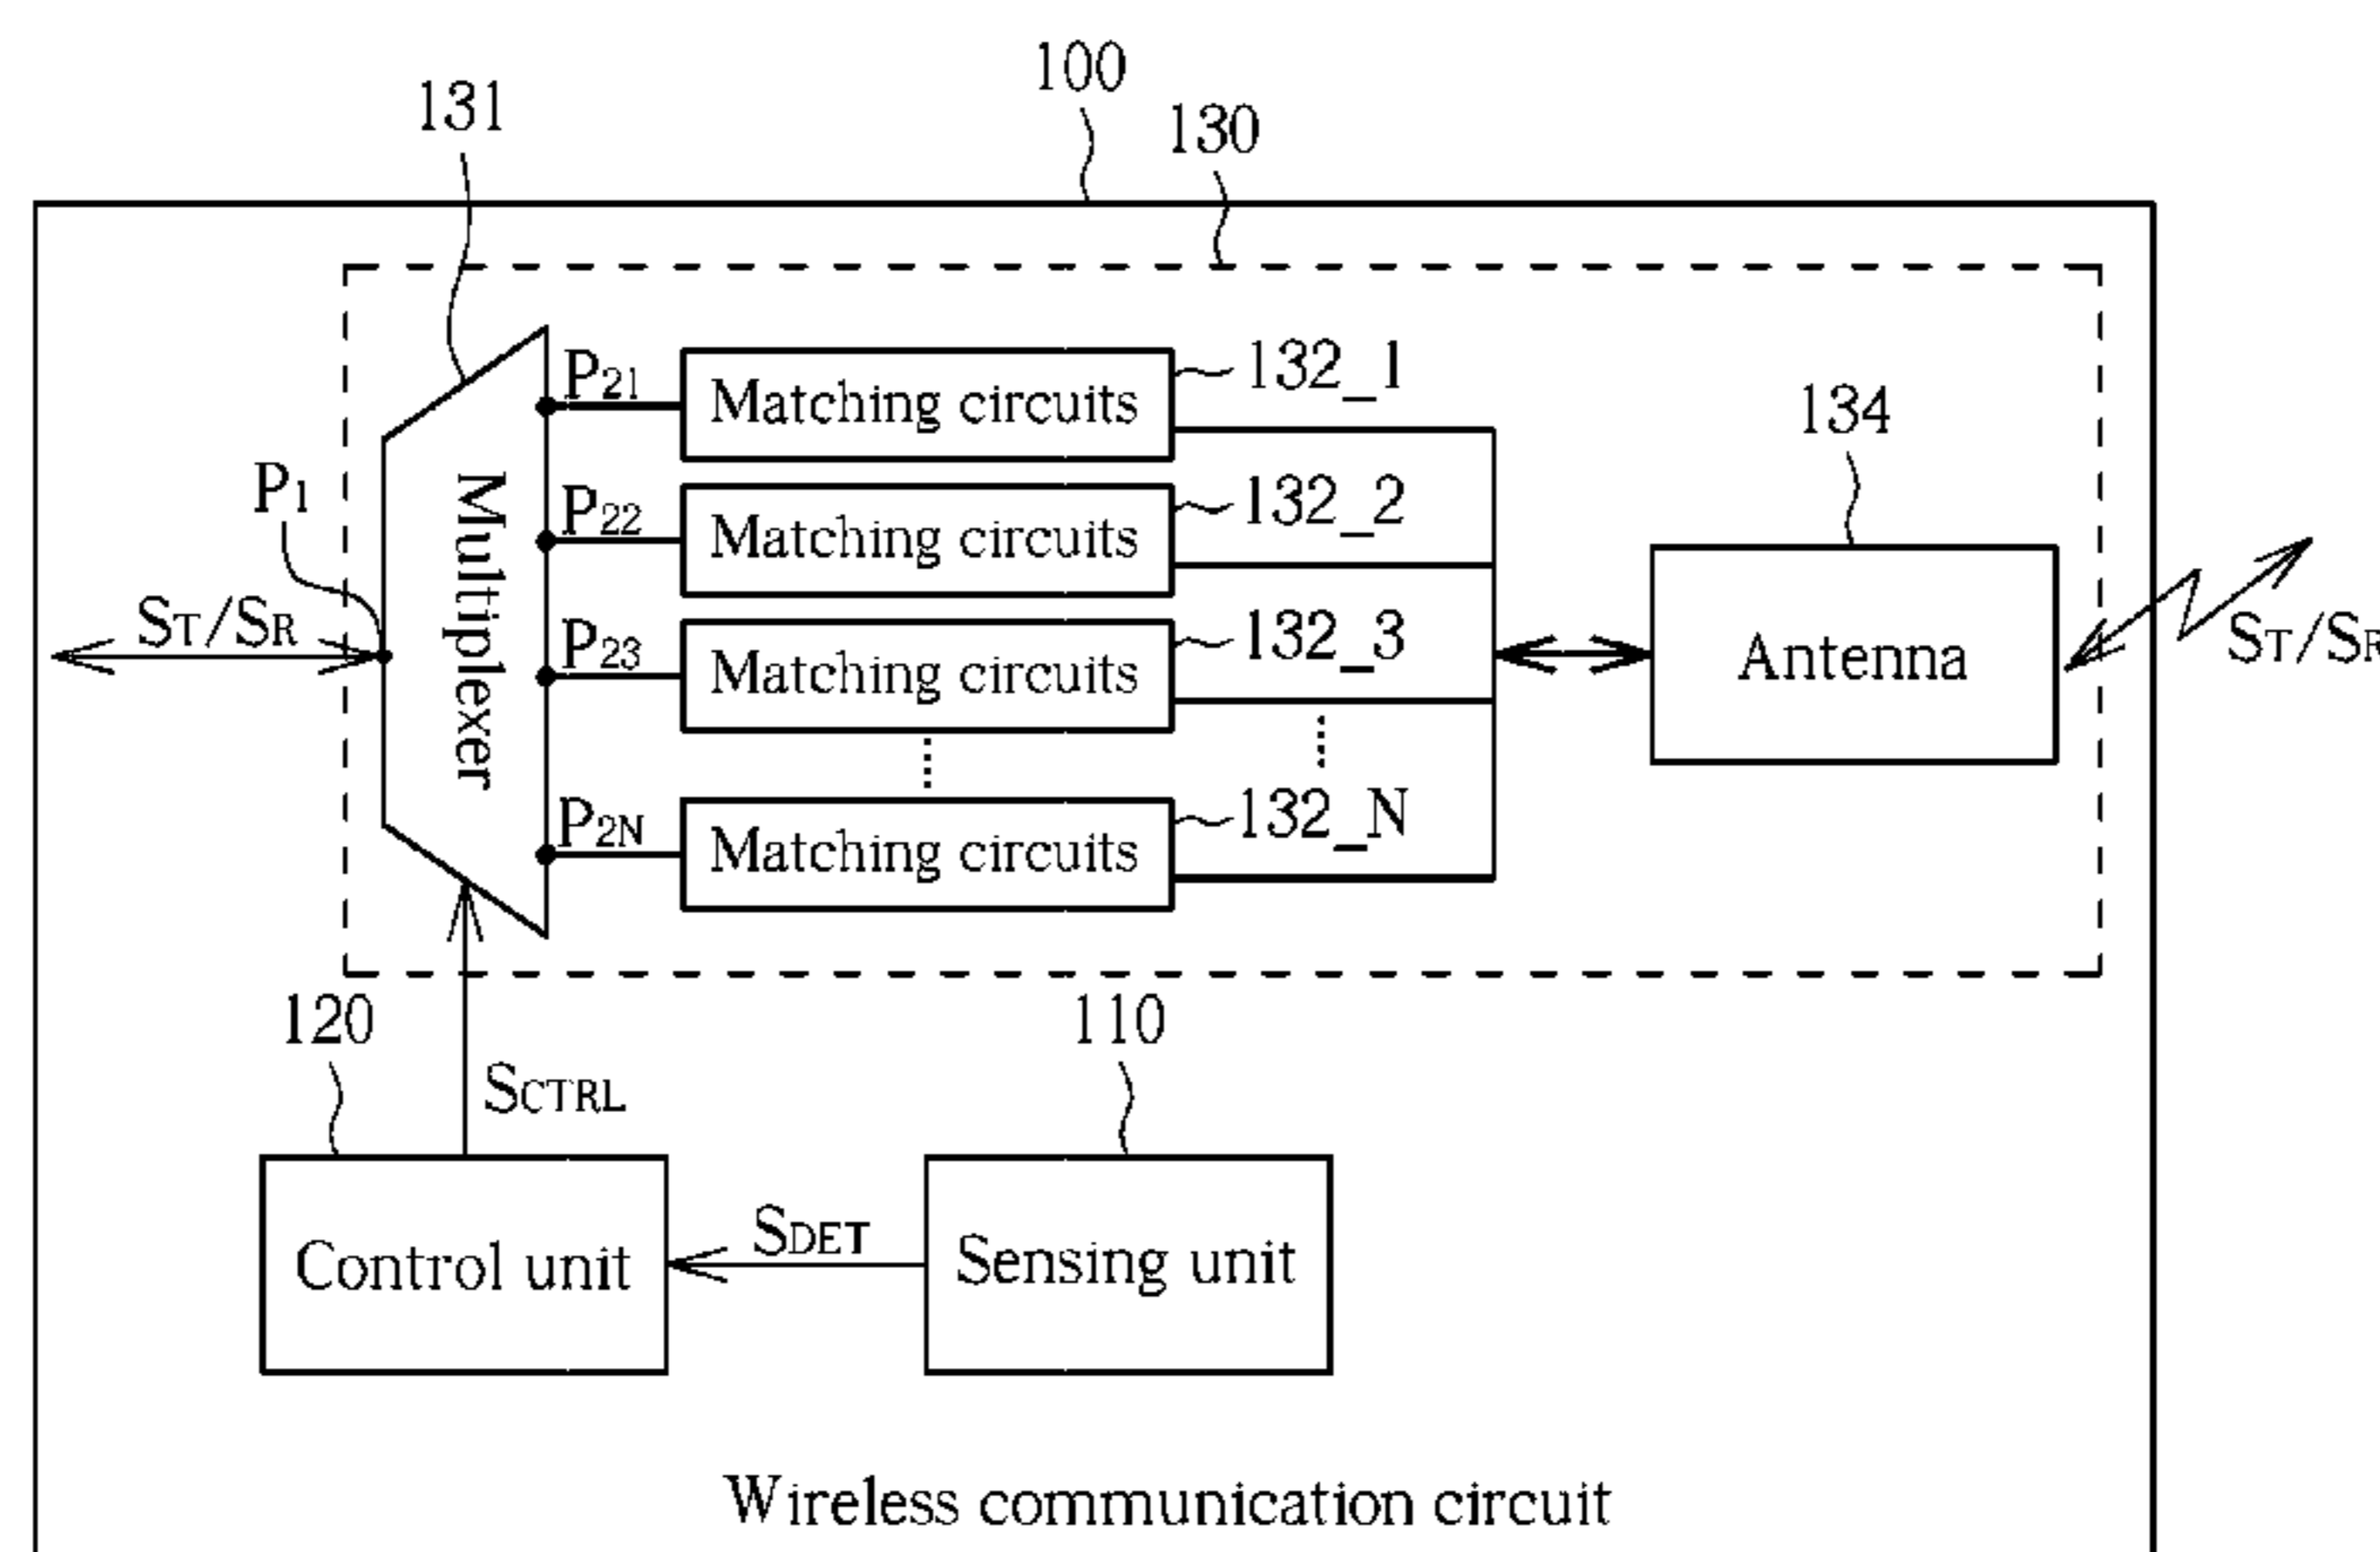 100
131
130
P21
Matching circuits
132_1
134
P1
P22
Matching circuits
132_2
Multiplexer
ST/SR
P23
Matching circuits
132_3
Antenna
ST/SR
P2N
Matching circuits
132_N
120
110
SCTRL
Control unit
SDET
Sensing unit
Wireless communication circuit